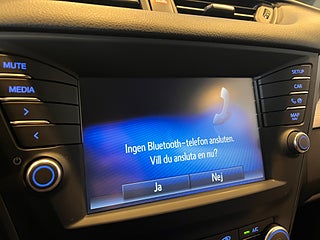 MUTE
MEDIA
>
<
Ingen Bluetooth-telefon ansluten.
Vill du ansluta en nu?
Ja
Nej
SETUP
CAR
MAP
A/C